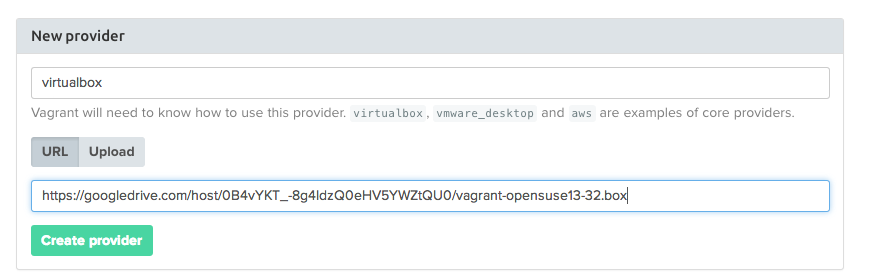 New provider
virtualbox
Vagrant will need to know how to use this provider. virtualbox, vmware_desktop and aws are examples of core providers.
URL Upload
https://googledrive.com/host/0B4vYKT_-8g4ldzQ0eHV5YWZtQU0/vagrant-opensuse13-32.box
Create provider